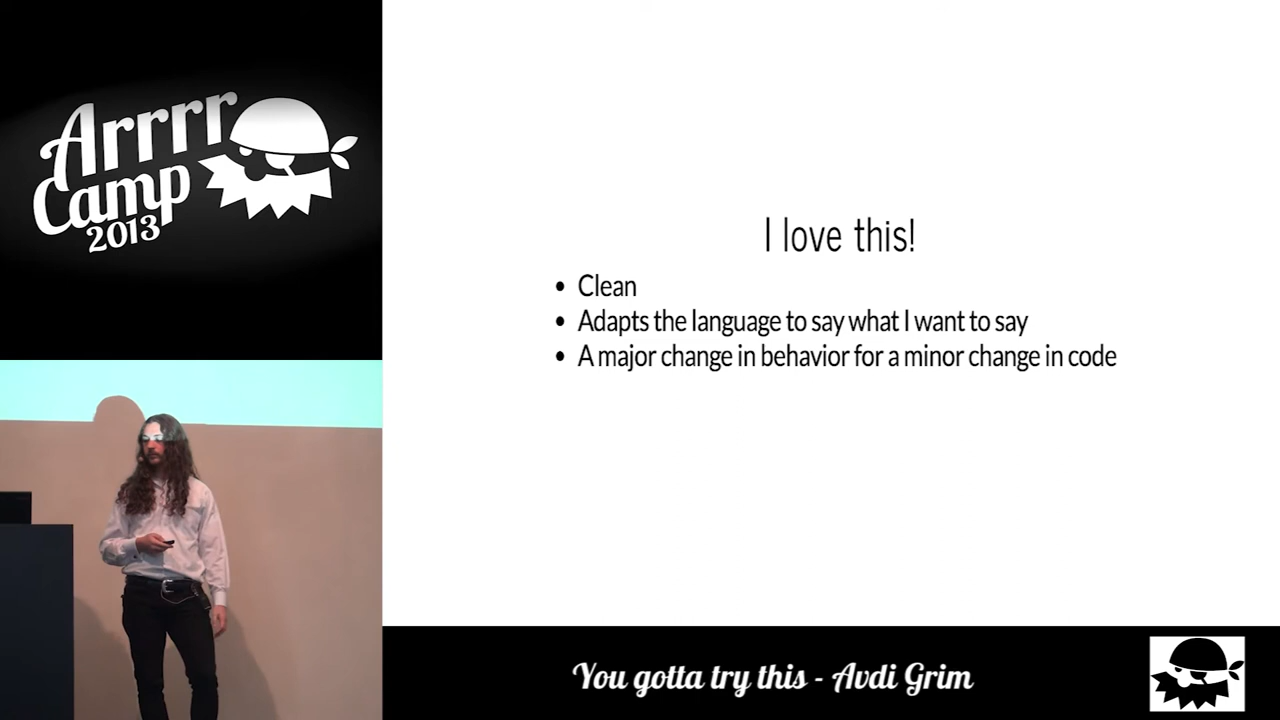 Arrrr
Camp
2013
I love this!
• Clean
• Adapts the language to say what I want to say
• A major change in behavior for a minor change in code
You gotta try this - Avdi Grim